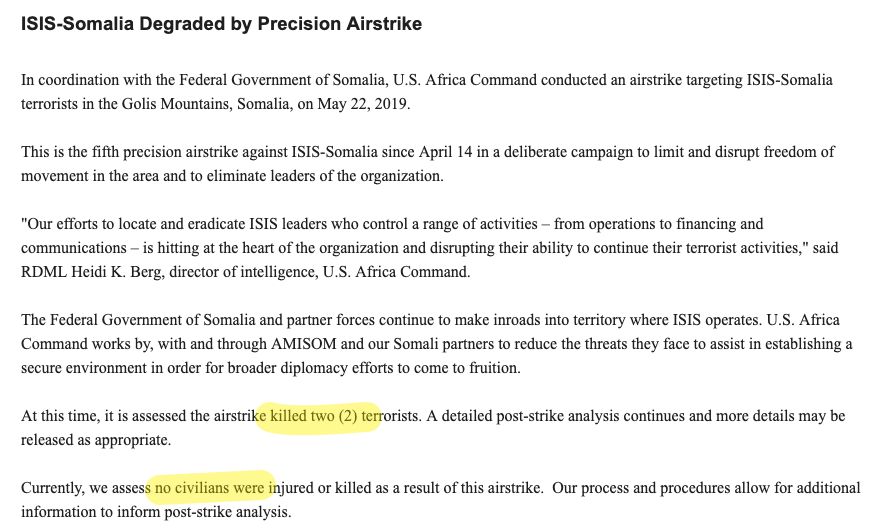 ISIS-Somalia Degraded by Precision Airstrike
In coordination with the Federal Government of Somalia, U.S. Africa Command conducted an airstrike targeting ISIS-Somalia
terrorists in the Golis Mountains, Somalia, on May 22, 2019.
This is the fifth precision airstrike against ISIS-Somalia since April 14 in a deliberate campaign to limit and disrupt freedom of
movement in the area and to eliminate leaders of the organization.
"Our efforts to locate and eradicate ISIS leaders who control a range of activities – from operations to financing and
communications – is hitting at the heart of the organization and disrupting their ability to continue their terrorist activities," said
RDML Heidi K. Berg, director of intelligence, U.S. Africa Command.
The Federal Government of Somalia and partner forces continue to make inroads into territory where ISIS operates. U.S. Africa
Command works by, with and through AMISOM and our Somali partners to reduce the threats they face to assist in establishing a
secure environment in order for broader diplomacy efforts to come to fruition.
At this time, it is assessed the airstrike killed two (2) terrorists. A detailed post-strike analysis continues and more details may be
released as appropriate.
Currently, we assess no civilians were injured or killed as a result of this airstrike.  Our process and procedures allow for additional
information to inform post-strike analysis.